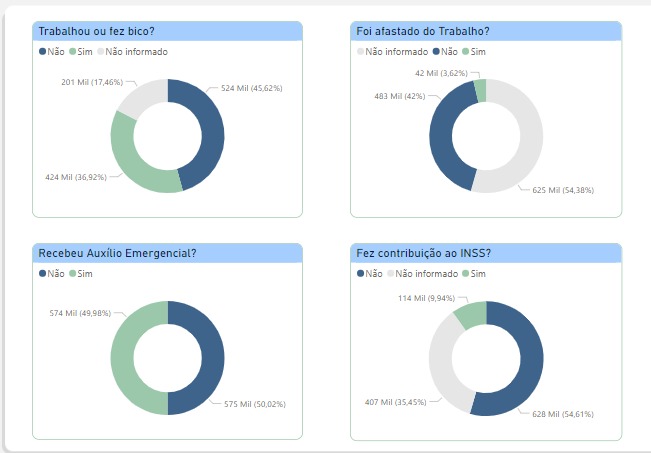 Trabalhou ou fez bico?
Não Sim Não informado
201 Mil (17,46%)
524 Mil (45,62%)
424 Mil (36,92%)
Foi afastado do Trabalho?
Não informado Não Sim
42 Mil (3,62%)
483 Mil (42%)
625 Mil (54,38%)
Recebeu Auxílio Emergencial?
Não Sim
574 Mil (49,98%)
575 Mil (50,02%)
Fez contribuição ao INSS?
Não Não informado Sim
114 Mil (9,94%)
407 Mil (35,45%)
628 Mil (54,61%)